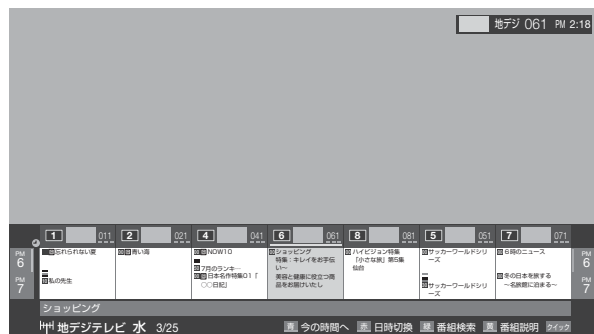 地デジ 061 PM 2:18
1 011 2 021 4 041 6 061 8 081 5 051 7 071
PM 6
PM 7
忘れられない夏
私の先生
青い海
NOW10
7月のランキ…
日本名作特集01「
〇〇日記」
ショッピング
特集：キレイをお手伝
い〜
美容と健康に役立つ商
品をお届けいたし
ハイビジョン特集
「小さな旅」第5集
仙台
サッカーワールドシリ
ーズ
サッカーワールドシリ
ーズ
6時のニュース
冬の日本を旅する
〜名旅館に泊まる〜
PM 6
PM 7
ショッピング
地デジテレビ 水 3/25 青 今の時間へ 赤 日時切換 緑 番組検索 黄 番組説明 クイック